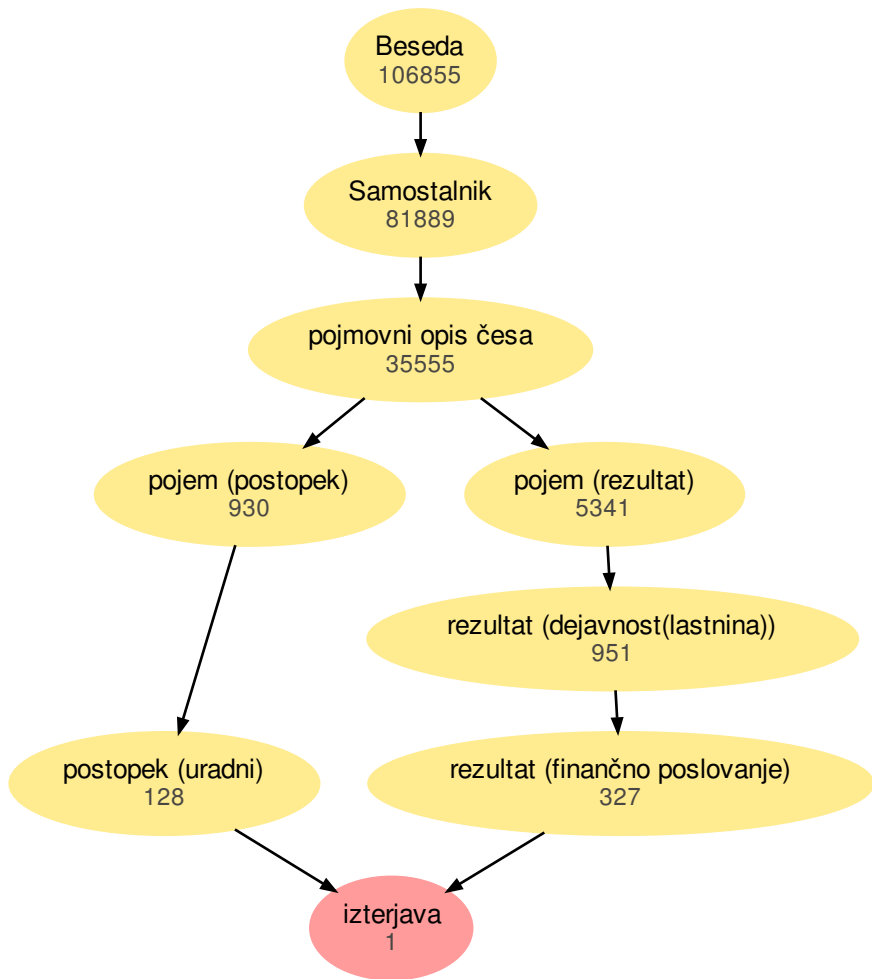 Beseda
106855
Samostalnik
81889
pojmovni opis česa
35555
pojem (postopek)
930
pojem (rezultat)
5341
rezultat (dejavnost(lastnina))
951
postopek (uradni)
128
rezultat (finančno poslovanje)
327
izterjava
1